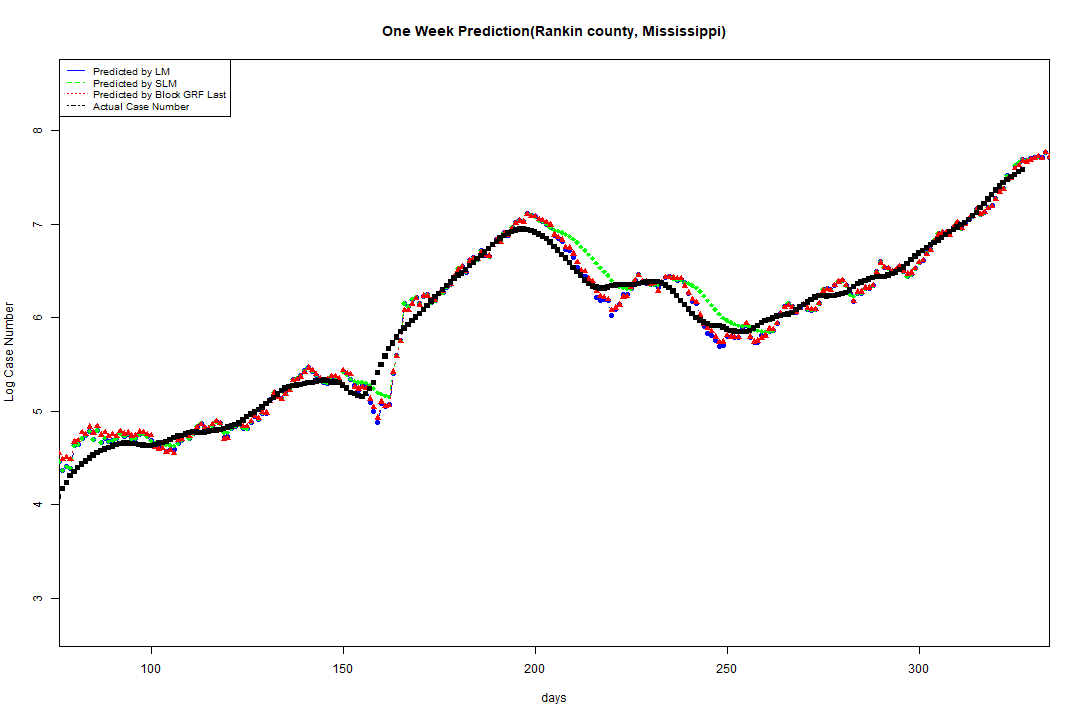 One Week Prediction(Rankin county, Mississippi)
Predicted by LM
Predicted by SLM
Predicted by Block GRF Last
Actual Case Number
8
7
6
5
4
3
Log Case Number
100 150 200 250 300
days